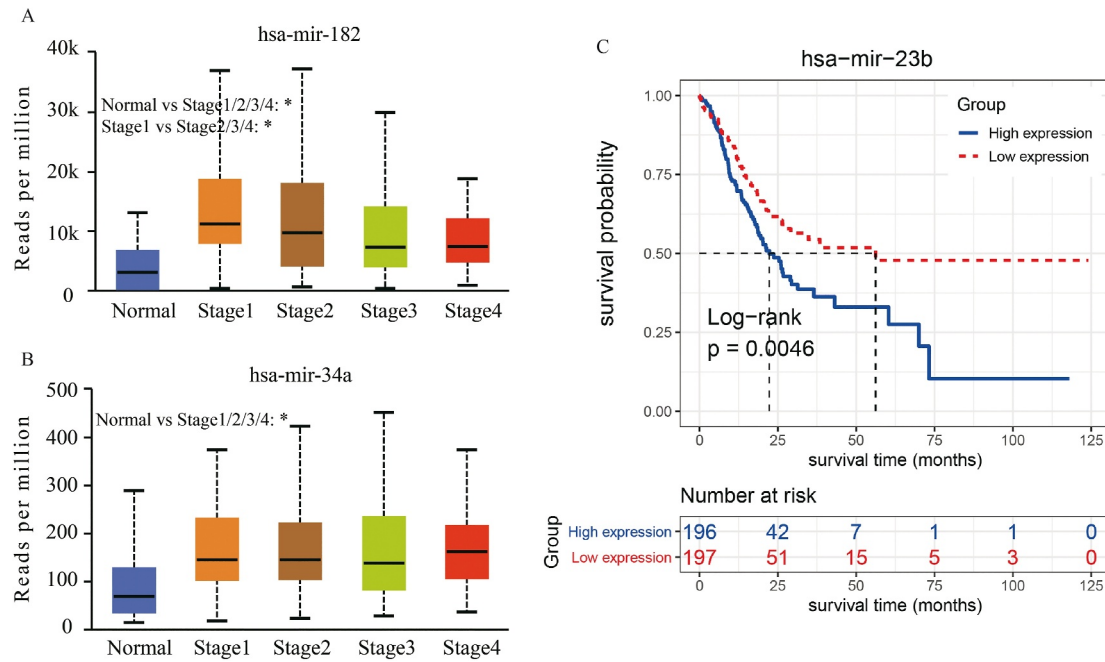 A
hsa-mir-182
40k
30k
20k
10k
0
Reads per million
Normal vs Stage1/2/3/4: *
Stage1 vs Stage2/3/4: *
Normal Stage1 Stage2 Stage3 Stage4
B
hsa-mir-34a
500
400
300
200
100
0
Reads per million
Normal vs Stage1/2/3/4: *
Normal Stage1 Stage2 Stage3 Stage4
C
hsa-mir-23b
1.00
0.75
0.50
0.25
0.00
survival probability
Group
High expression
Low expression
Log-rank
p = 0.0046
0 25 50 75 100 125
survival time (months)
Number at risk
Group
High expression 196 42 7 1 1 0
Low expression 197 51 15 5 3 0
0 25 50 75 100 125
survival time (months)